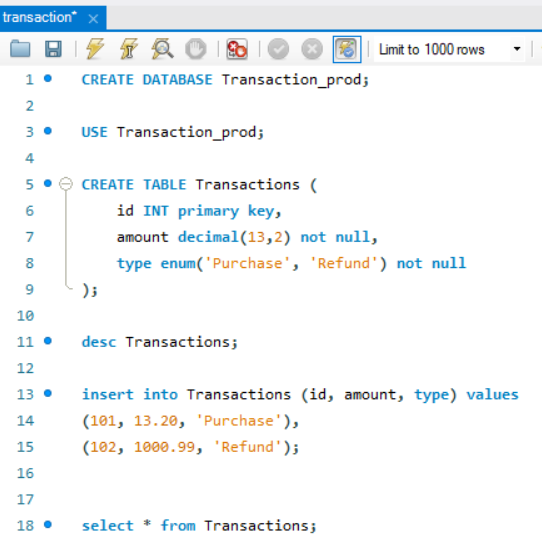 transaction*
Limit to 1000 rows
1 CREATE DATABASE Transaction_prod;
2
3 USE Transaction_prod;
4
5 CREATE TABLE Transactions (
6 id INT primary key,
7 amount decimal(13,2) not null,
8 type enum('Purchase', 'Refund') not null
9 );
10
11 desc Transactions;
12
13 insert into Transactions (id, amount, type) values
14 (101, 13.20, 'Purchase'),
15 (102, 1000.99, 'Refund');
16
17
18 select * from Transactions;